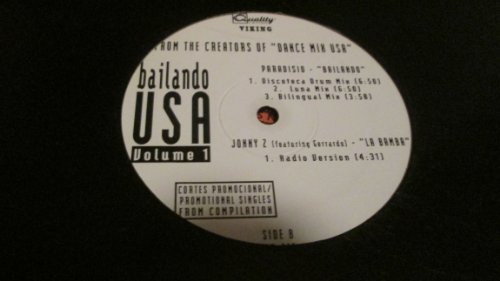 Quality
VIKING
FROM THE CREATORS OF "DANCE MIX USA"
bailando
USA
Volume 1
PARADISIO - "BAILANDO"
1. Discoteca Drum Mix (6:50)
2. Luna Mix (6:50)
3. Bilingual Mix (3:50)
JONNY Z (featuring Gerrardo) - "LA BAMBA"
1. Radio Version (4:31)
CORTES PROMOCIONAL/
PROMOTIONAL SINGLES
FROM COMPILATION
SIDE B